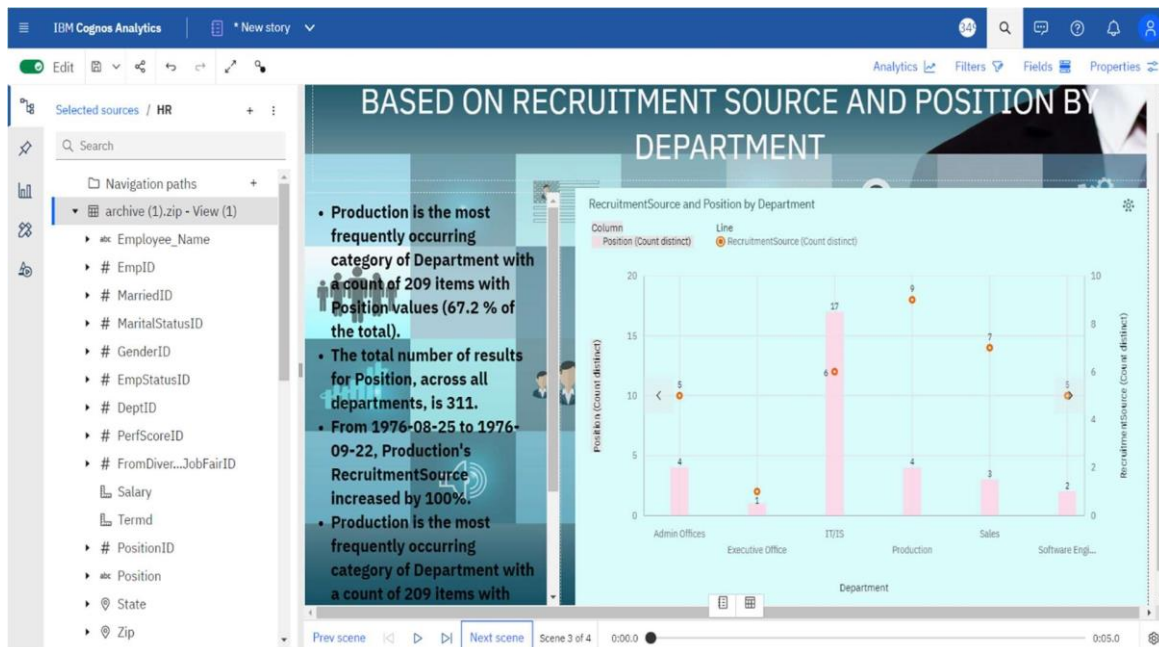 IBM Cognos Analytics
* New story
Edit
Analytics
Filters
Fields
Properties
Selected sources / HR
Search
Navigation paths
archive (1).zip - View (1)
abc Employee_Name
# EmpID
# MarriedID
# MaritalStatusID
# GenderID
# EmpStatusID
# DeptID
# PerfScoreID
# FromDiver...JobFairID
Salary
Termd
# PositionID
abc Position
State
Zip
BASED ON RECRUITMENT SOURCE AND POSITION BY
DEPARTMENT
• Production is the most
frequently occurring
category of Department with
a count of 209 items with
Position values (67.2 % of
the total).
• The total number of results
for Position, across all
departments, is 311.
• From 1976-08-25 to 1976-
09-22, Production's
RecruitmentSource
increased by 100%.
• Production is the most
frequently occurring
category of Department with
a count of 209 items with
RecruitmentSource and Position by Department
Column
Position (Count distinct)
Line
RecruitmentSource (Count distinct)
Position (Count distinct)
20
15
10
5
0
5
4
1
17
6
9
4
7
3
5
2
10
8
6
4
2
0
RecruitmentSource (Count distinct)
Admin Offices
Executive Office
IT/IS
Production
Sales
Software Engi...
Department
Prev scene
Next scene
Scene 3 of 4
0:00.0
0:05.0